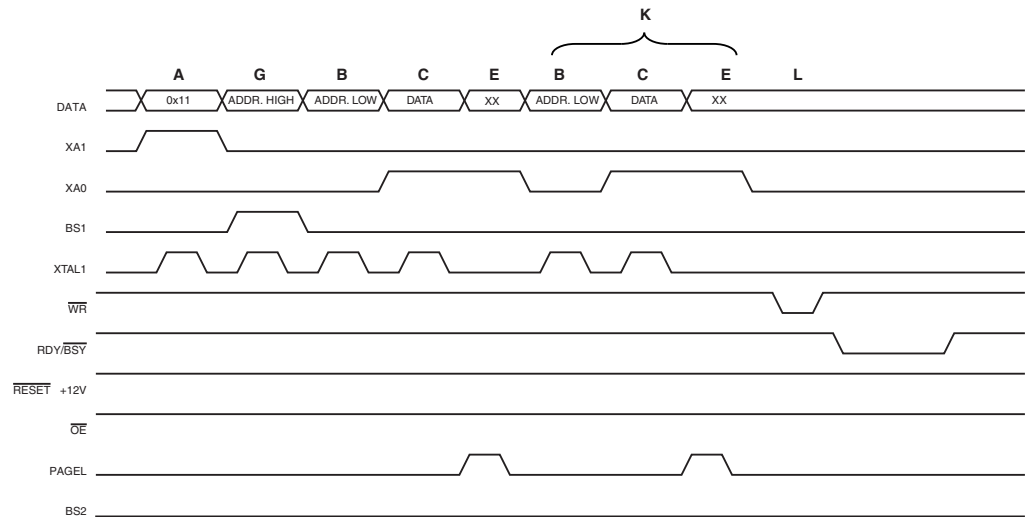 K
A G B C E B C E L
DATA 0x11 ADDR. HIGH ADDR. LOW DATA XX ADDR. LOW DATA XX
XA1
XA0
BS1
XTAL1
WR
RDY/BSY
RESET +12V
OE
PAGEL
BS2